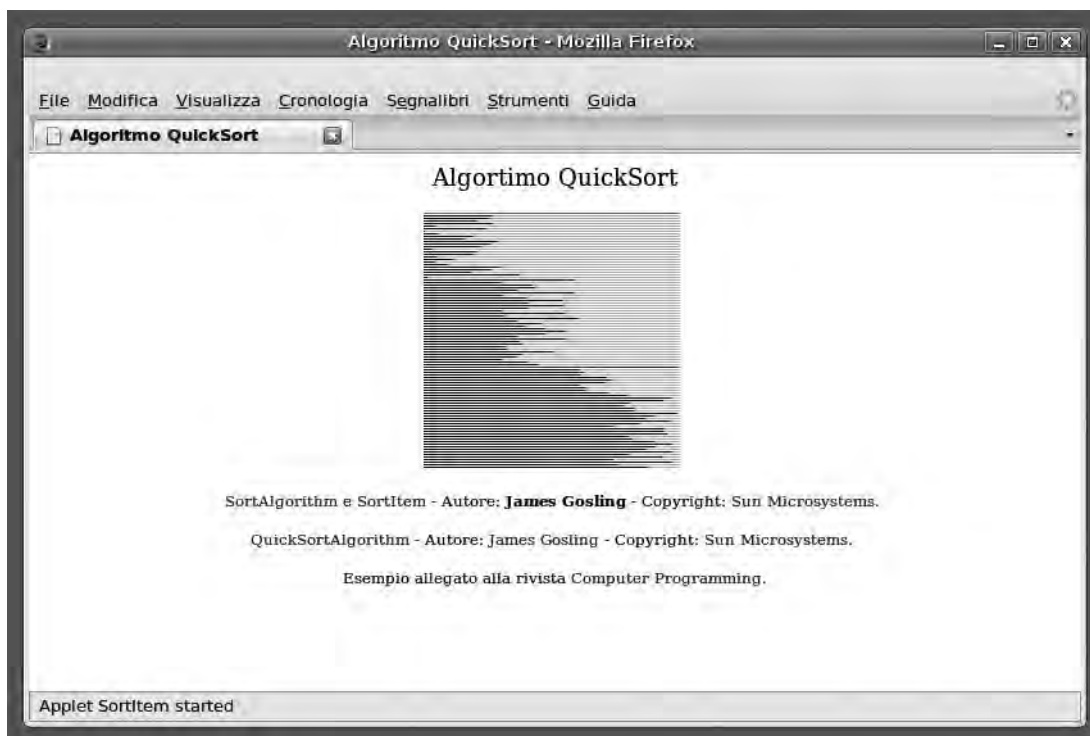 Algoritmo QuickSort - Mozilla Firefox
File Modifica Visualizza Cronologia Segnalibri Strumenti Guida
Algoritmo QuickSort
Algortimo QuickSort
SortAlgorithm e SortItem - Autore: James Gosling - Copyright: Sun Microsystems.
QuickSortAlgorithm - Autore: James Gosling - Copyright: Sun Microsystems.
Esempio allegato alla rivista Computer Programming.
Applet SortItem started